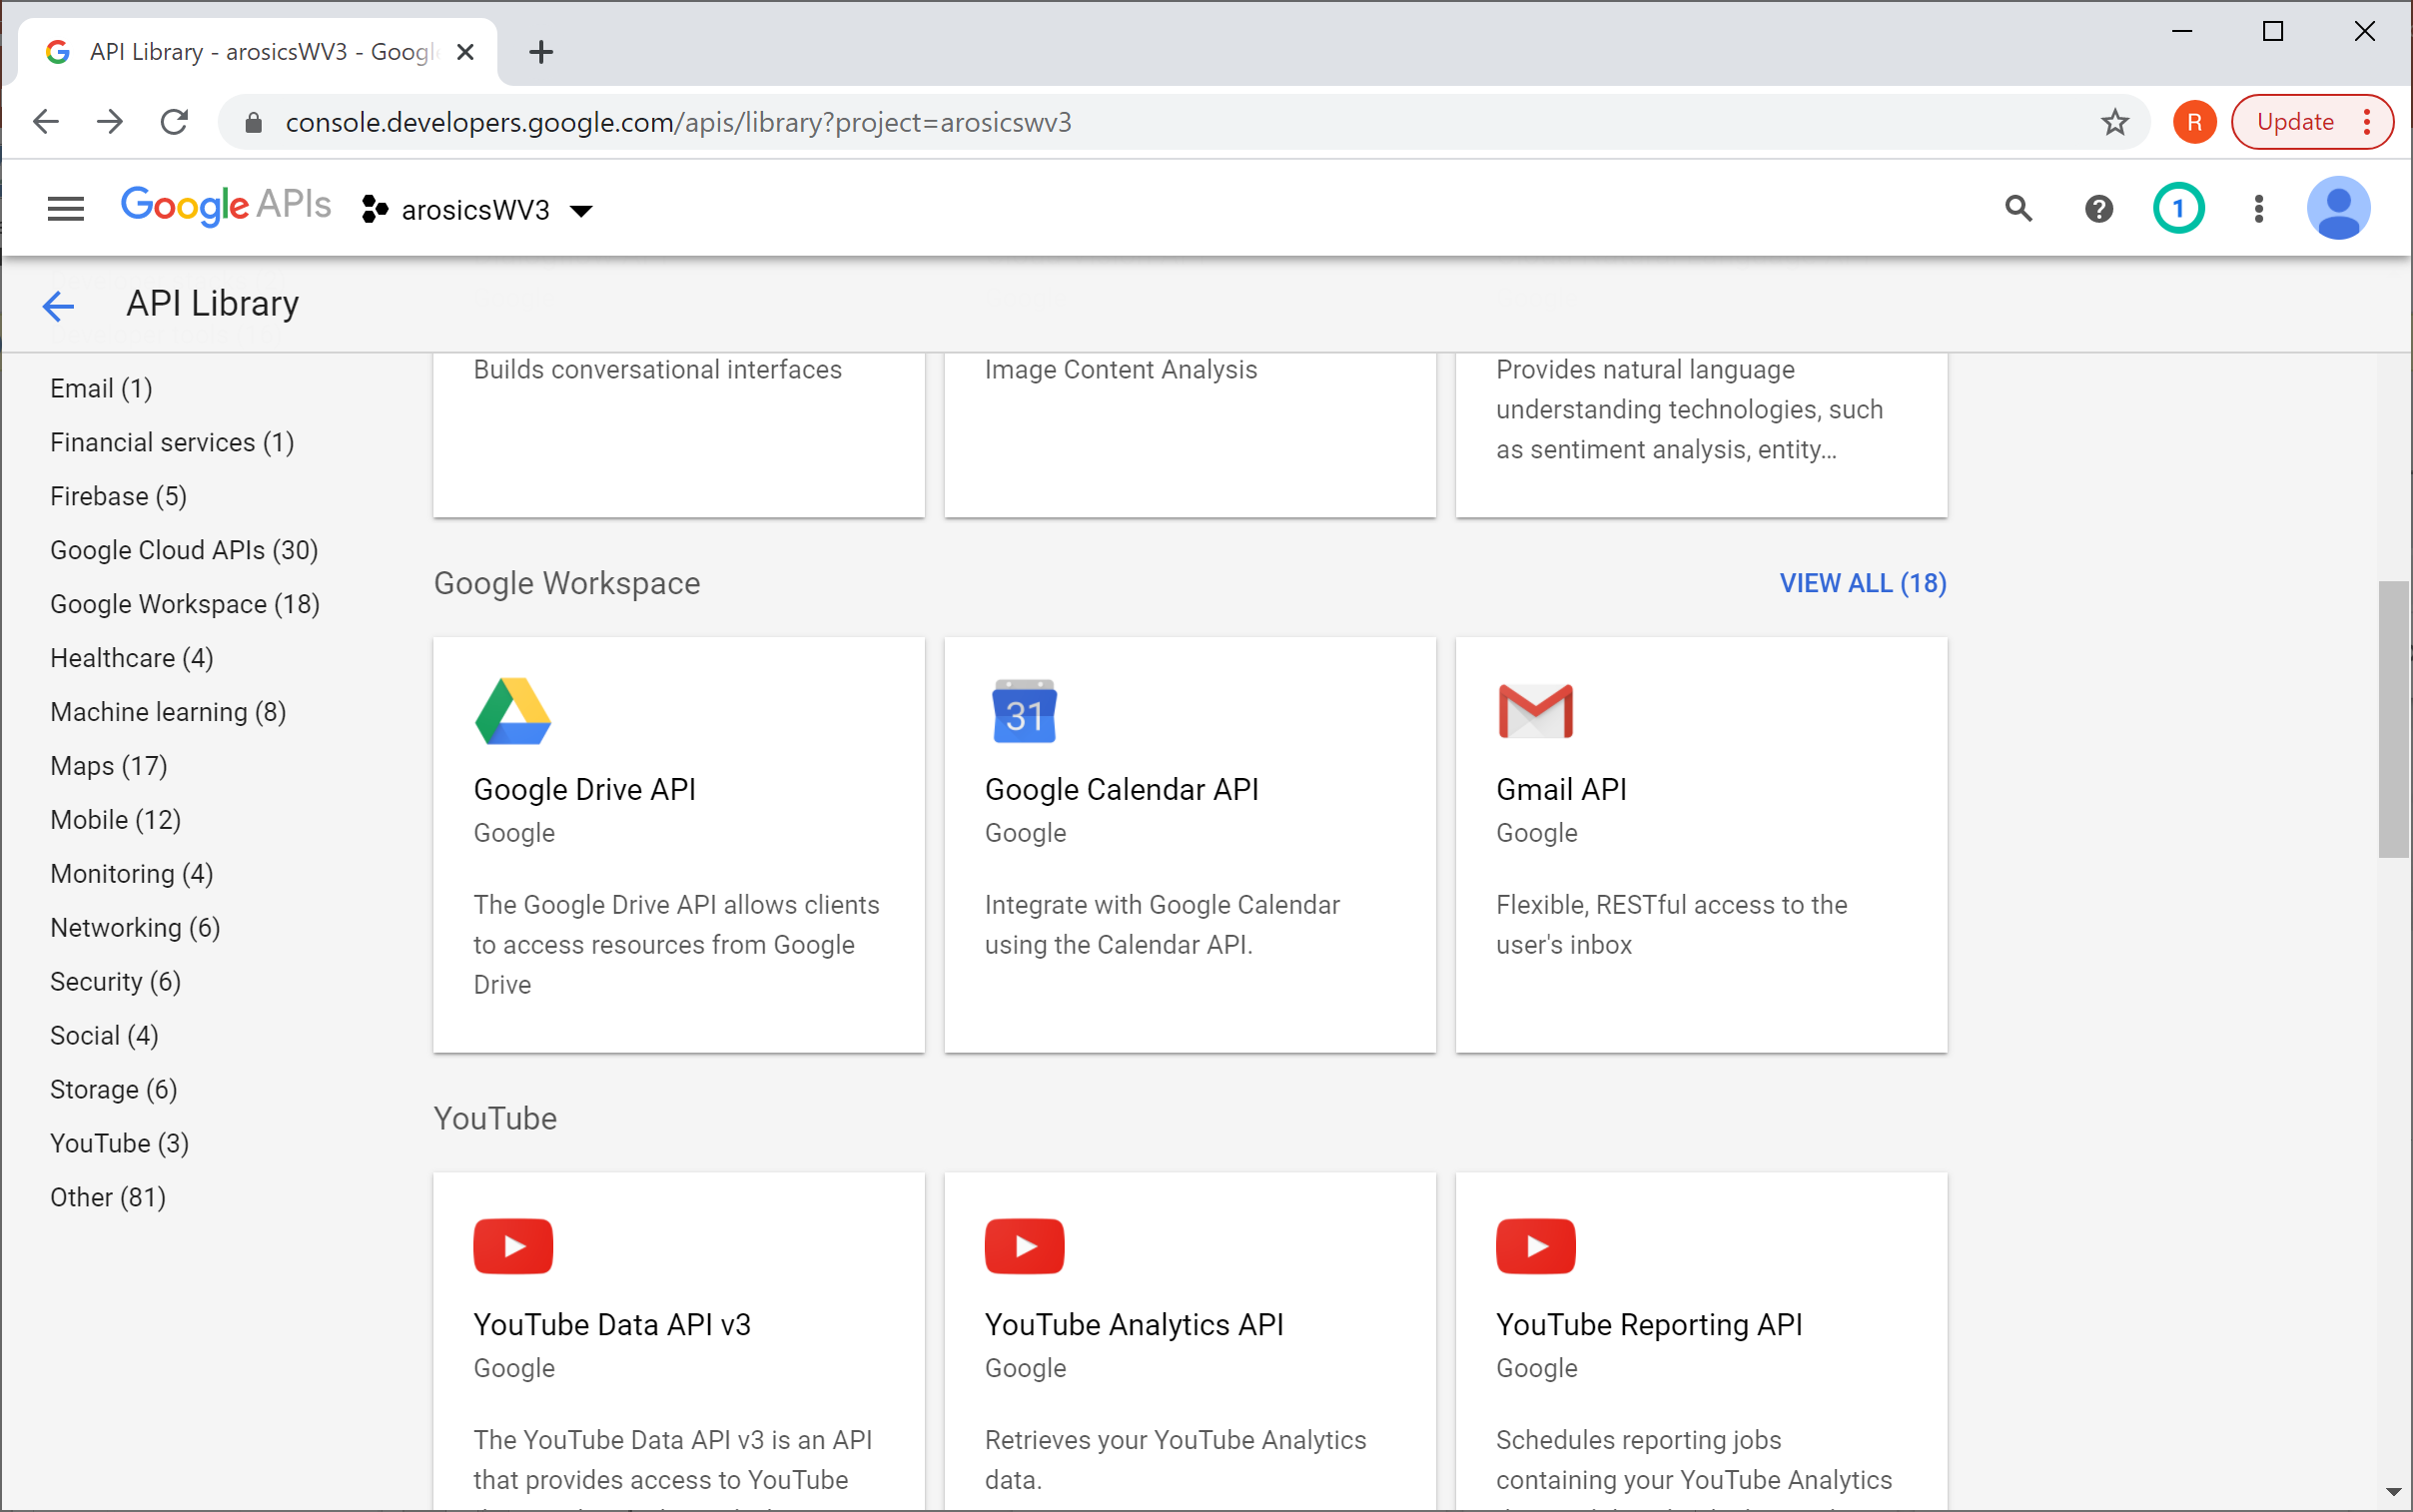 API Library - arosicsWV3 - Googl
console.developers.google.com/apis/library?project=arosicswv3
R
Update
Google APIs
arosicsWV3
1
API Library
Email (1)
Financial services (1)
Firebase (5)
Google Cloud APIs (30)
Google Workspace (18)
Healthcare (4)
Machine learning (8)
Maps (17)
Mobile (12)
Monitoring (4)
Networking (6)
Security (6)
Social (4)
Storage (6)
YouTube (3)
Other (81)
Builds conversational interfaces
Image Content Analysis
Provides natural language
understanding technologies, such
as sentiment analysis, entity...
Google Workspace
VIEW ALL (18)
Google Drive API
Google
The Google Drive API allows clients
to access resources from Google
Drive
31
Google Calendar API
Google
Integrate with Google Calendar
using the Calendar API.
Gmail API
Google
Flexible, RESTful access to the
user's inbox
YouTube
YouTube Data API v3
Google
The YouTube Data API v3 is an API
that provides access to YouTube
YouTube Analytics API
Google
Retrieves your YouTube Analytics
data.
YouTube Reporting API
Google
Schedules reporting jobs
containing your YouTube Analytics